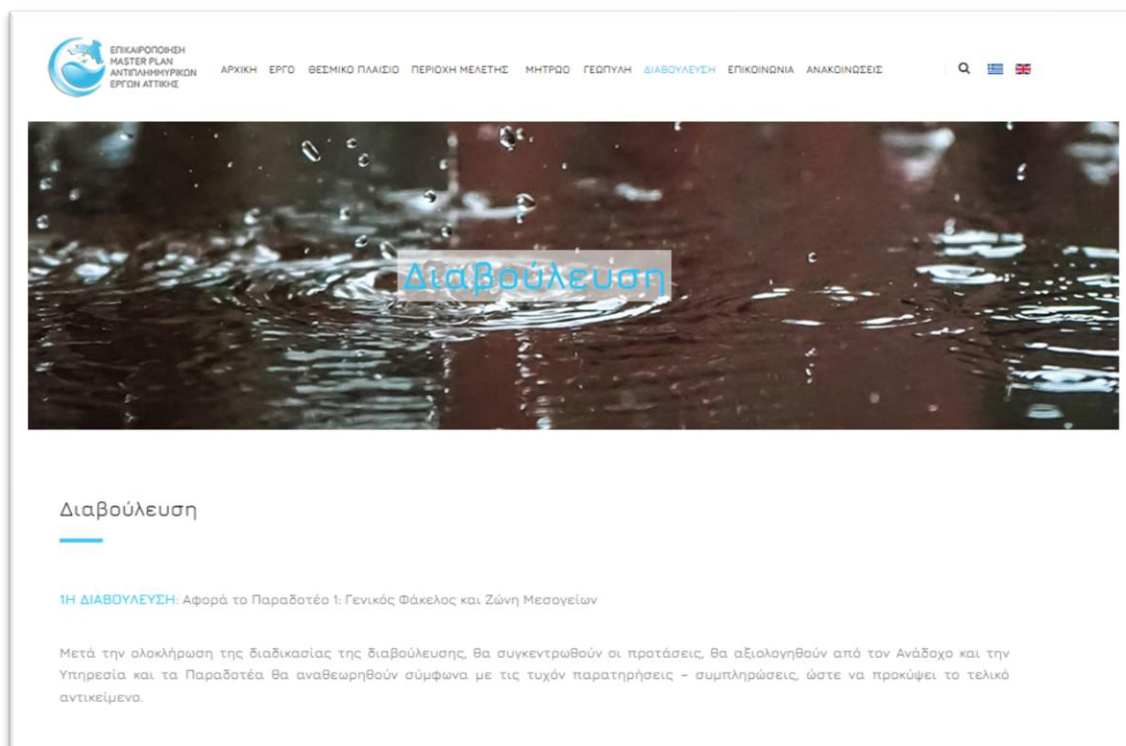 ΕΠΙΚΑΙΡΟΠΟΙΗΣΗ
MASTER PLAN
ΑΝΤΙΠΛΗΜΜΥΡΙΚΩΝ
ΕΡΓΩΝ ΑΤΤΙΚΗΣ
ΑΡΧΙΚΗ ΕΡΓΟ ΘΕΣΜΙΚΟ ΠΛΑΙΣΙΟ ΠΕΡΙΟΧΗ ΜΕΛΕΤΗΣ ΜΗΤΡΩΟ ΓΕΩΠΥΛΗ ΔΙΑΒΟΥΛΕΥΣΗ ΕΠΙΚΟΙΝΩΝΙΑ ΑΝΑΚΟΙΝΩΣΕΙΣ
Διαβούλευση
Διαβούλευση
1Η ΔΙΑΒΟΥΛΕΥΣΗ: Αφορά το Παραδοτέο 1: Γενικός Φάκελος και Ζώνη Μεσογείων
Μετά την ολοκλήρωση της διαδικασίας της διαβούλευσης, θα συγκεντρωθούν οι προτάσεις, θα αξιολογηθούν από τον Ανάδοχο και την
Υπηρεσία και τα Παραδοτέα θα αναθεωρηθούν σύμφωνα με τις τυχόν παρατηρήσεις – συμπληρώσεις, ώστε να προκύψει το τελικό
αντικείμενο.